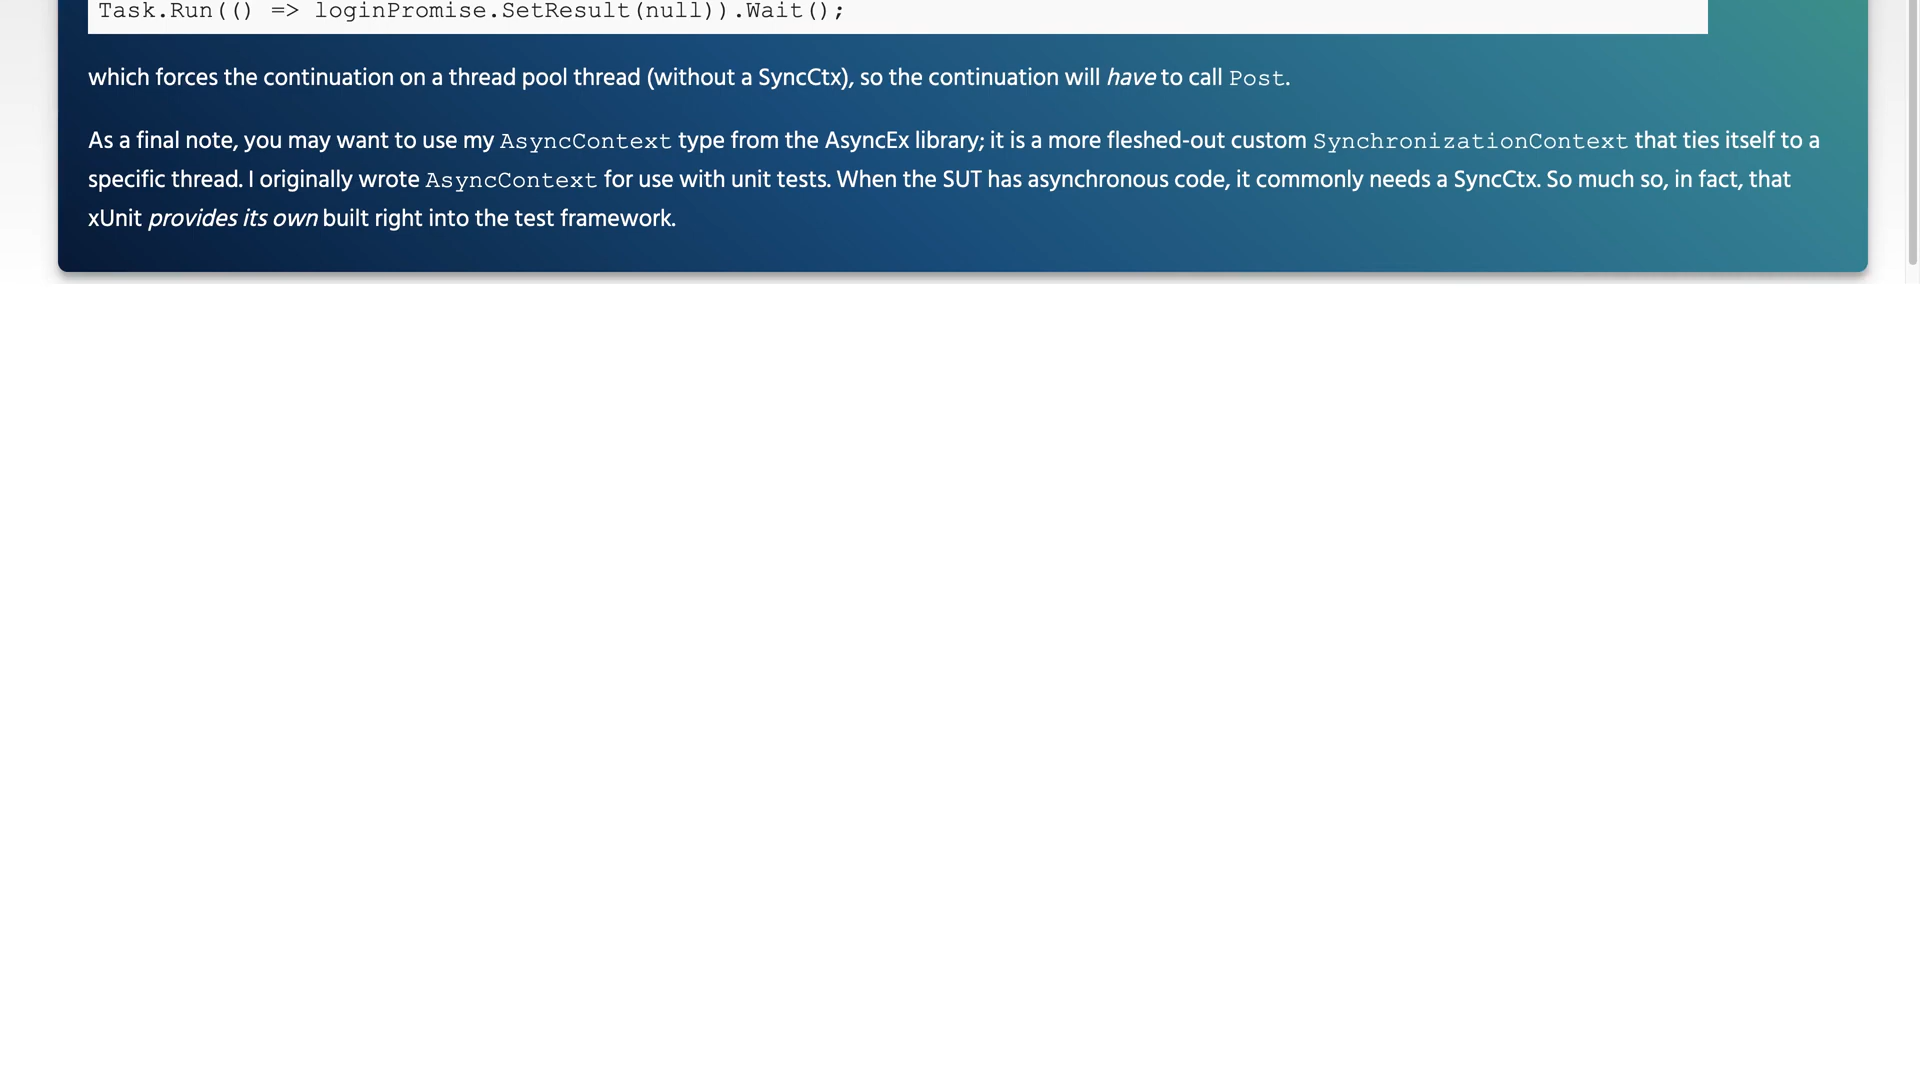 Task.Run(() => loginPromise.SetResult(null)).Wait();
which forces the continuation on a thread pool thread (without a SyncCtx), so the continuation will have to call Post.
As a final note, you may want to use my AsyncContext type from the AsyncEx library; it is a more fleshed-out custom SynchronizationContext that ties itself to a
specific thread. I originally wrote AsyncContext for use with unit tests. When the SUT has asynchronous code, it commonly needs a SyncCtx. So much so, in fact, that
xUnit provides its own built right into the test framework.